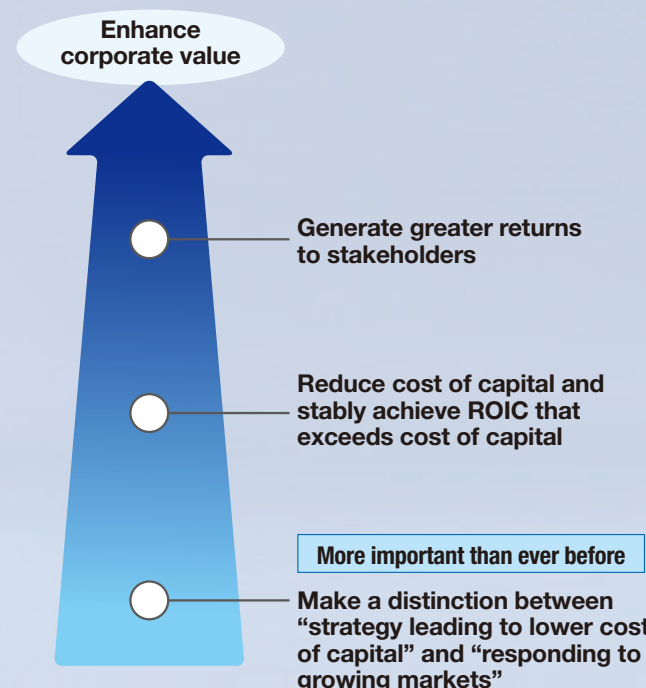 Enhance
corporate value
Generate greater returns
to stakeholders
Reduce cost of capital and
stably achieve ROIC that
exceeds cost of capital
More important than ever before
Make a distinction between
“strategy leading to lower cost
of capital” and “responding to
growing markets”